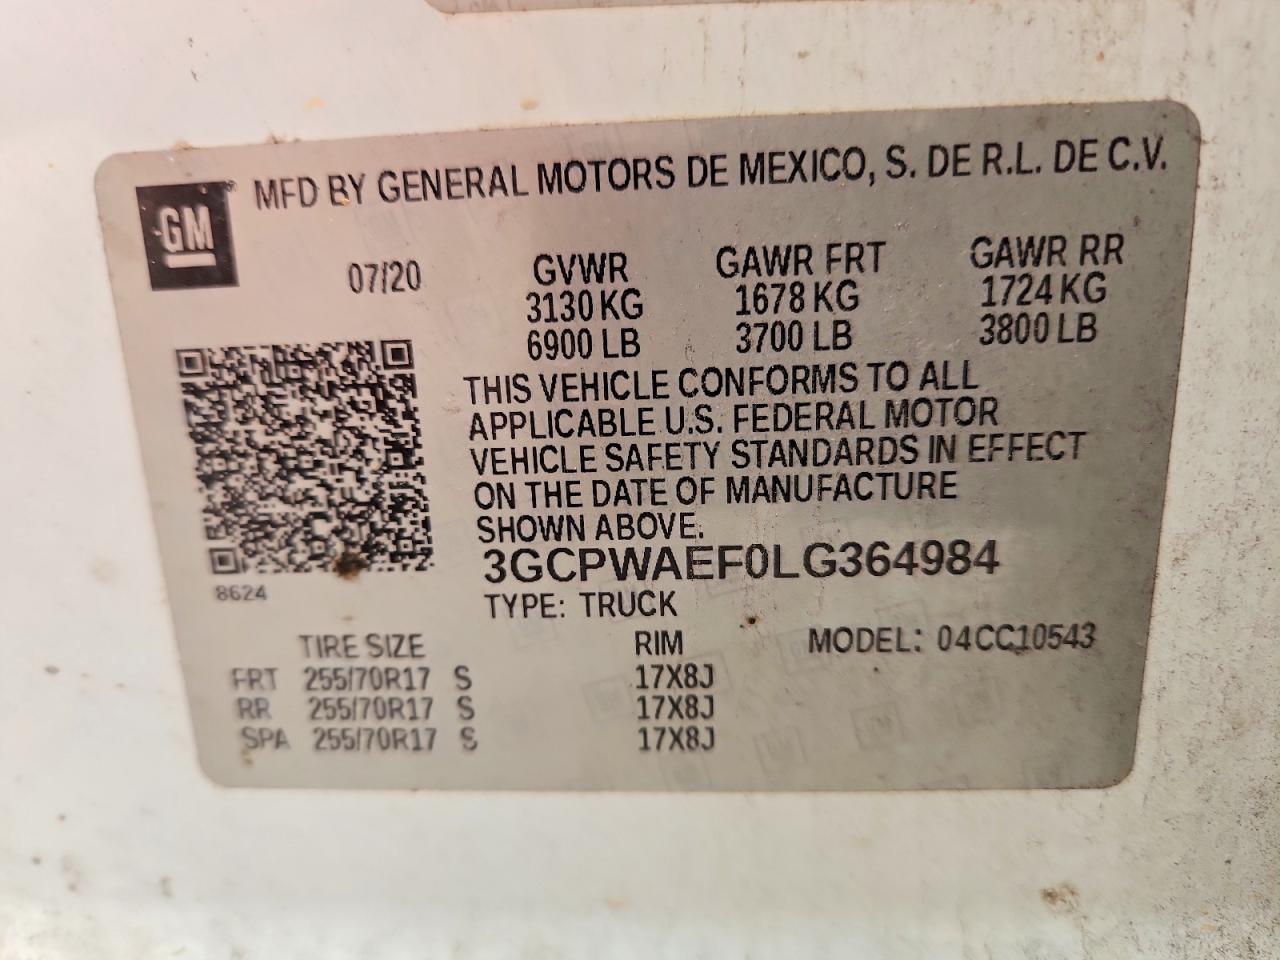 MFD BY GENERAL MOTORS DE MEXICO, S. DE R.L. DE C.V.
GM
07/20 GVWR GAWR FRT GAWR RR
3130 KG 1678 KG 1724 KG
6900 LB 3700 LB 3800 LB
THIS VEHICLE CONFORMS TO ALL
APPLICABLE U.S. FEDERAL MOTOR
VEHICLE SAFETY STANDARDS IN EFFECT
ON THE DATE OF MANUFACTURE
SHOWN ABOVE.
3GCPWAEF0LG364984
8624
TYPE: TRUCK
TIRE SIZE RIM MODEL: 04CC10543
FRT 255/70R17 S 17X8J
RR 255/70R17 S 17X8J
SPA 255/70R17 S 17X8J